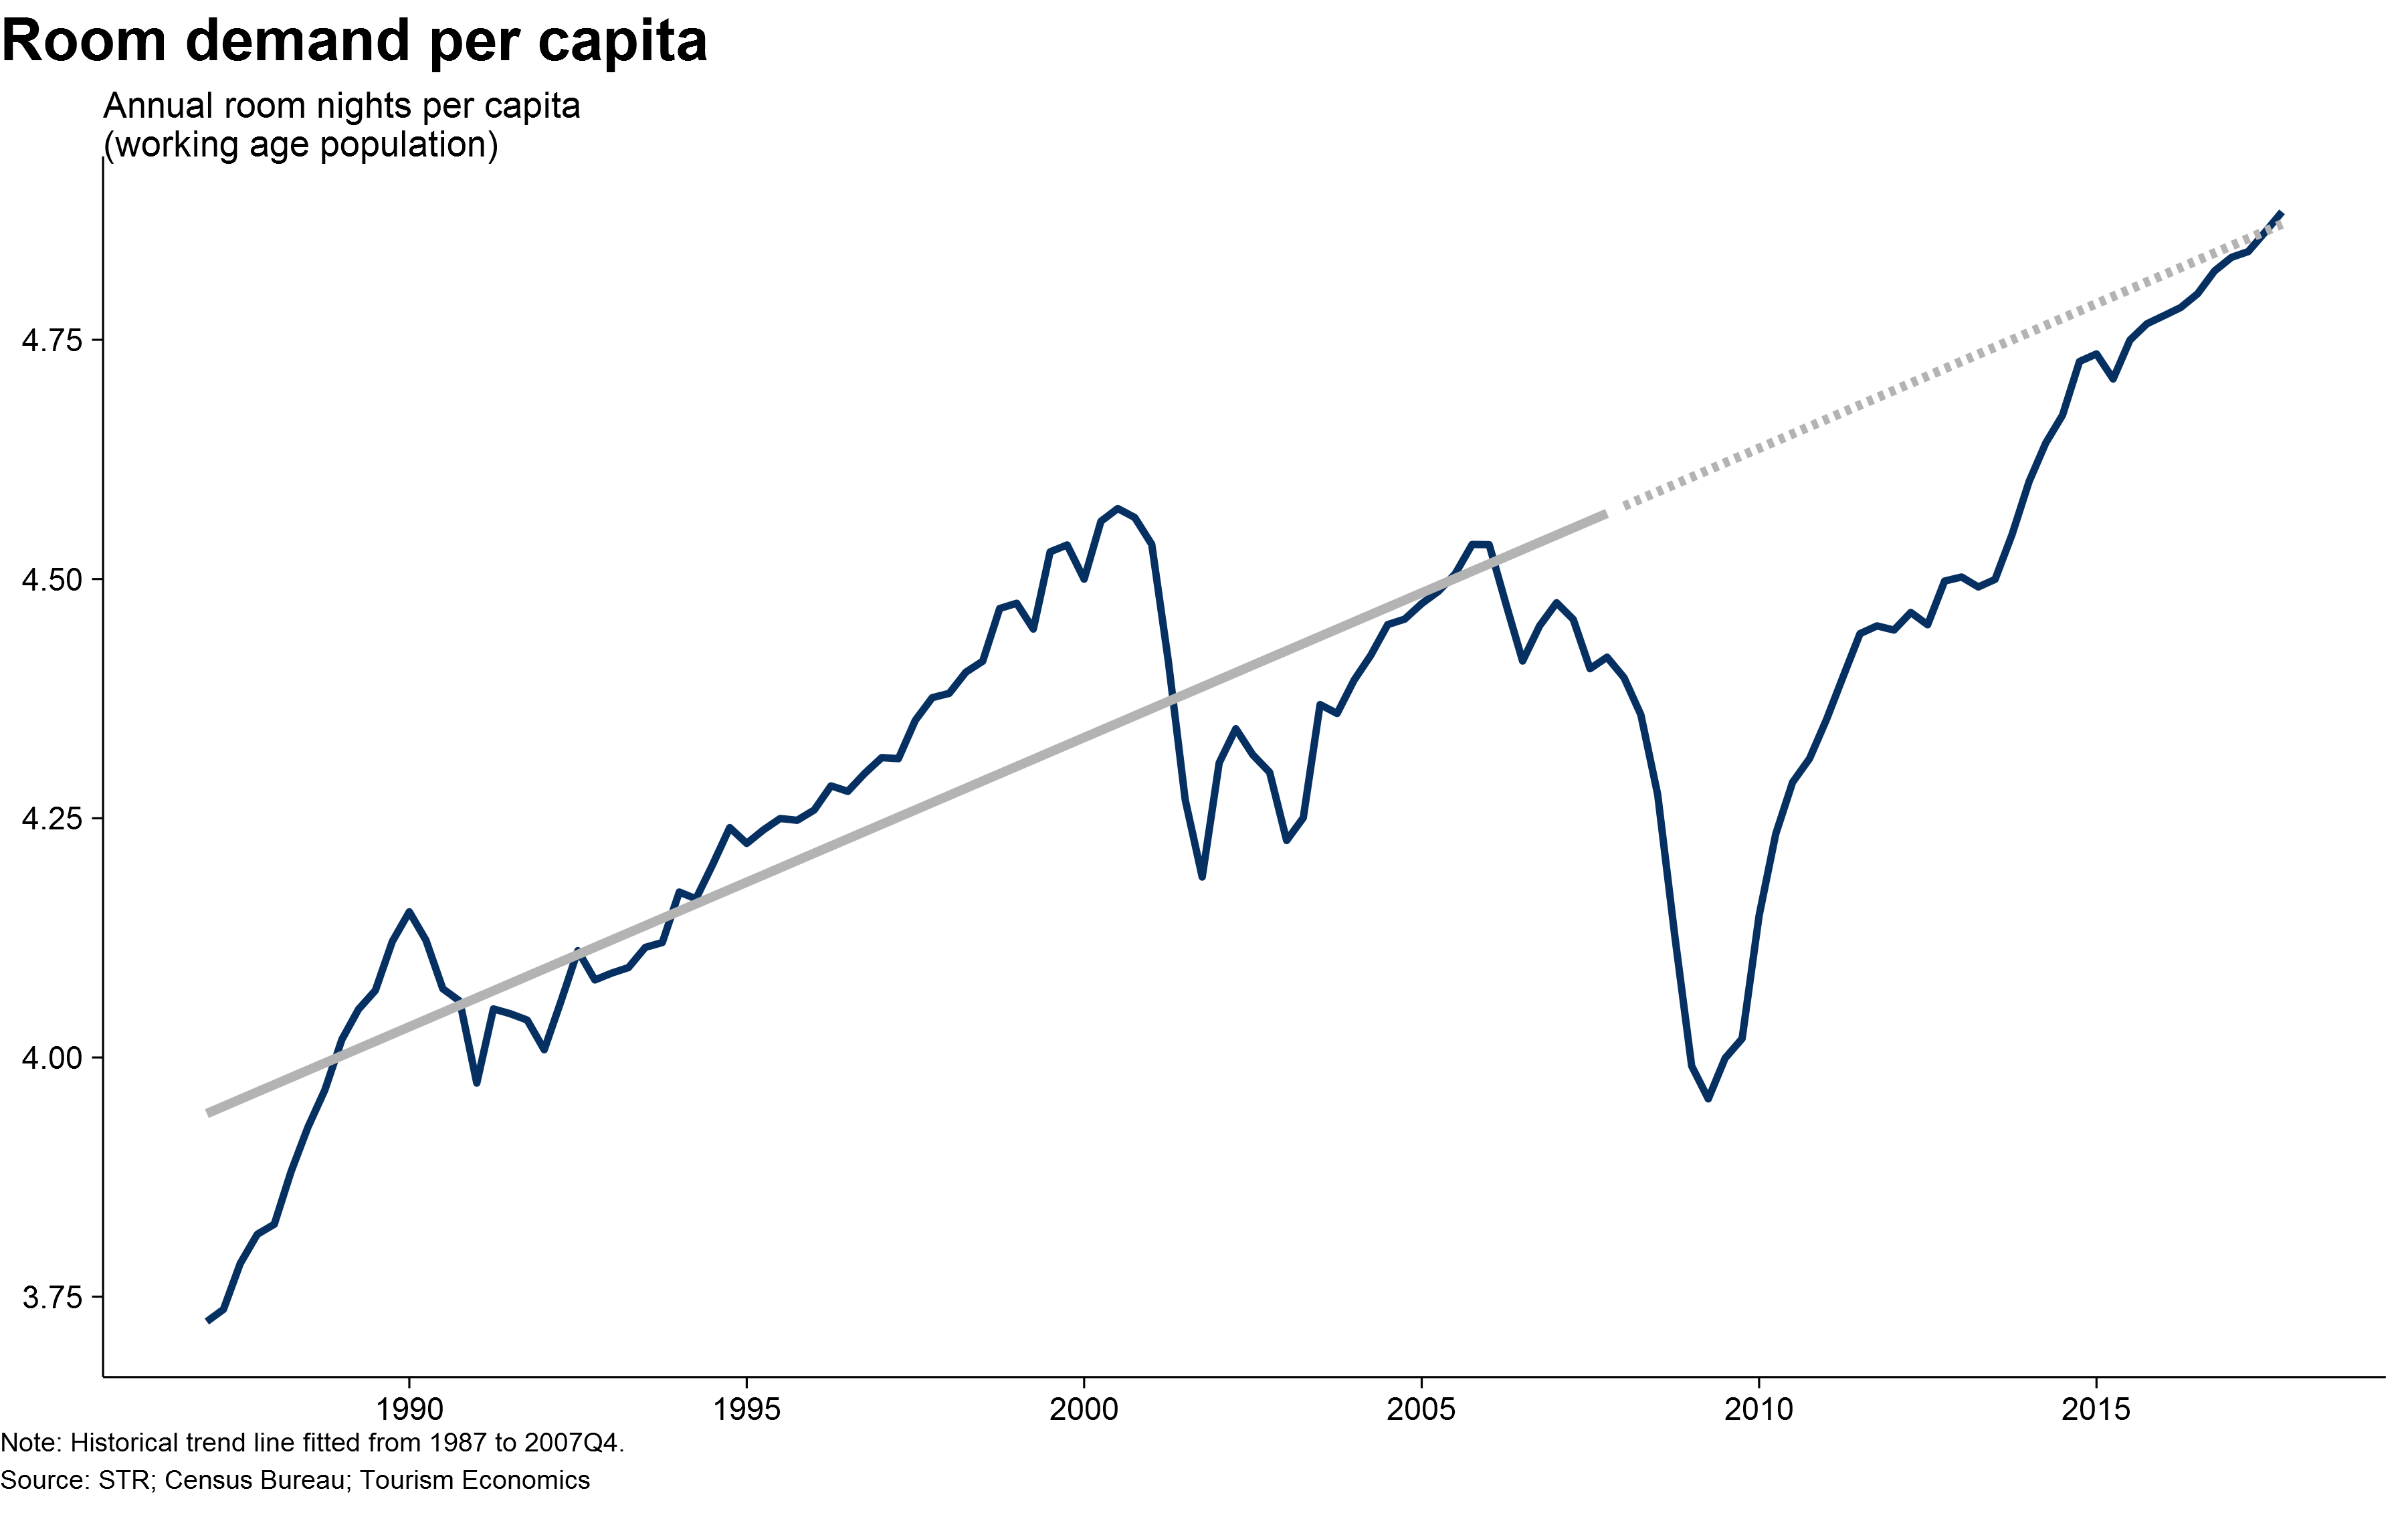 Room demand per capita
Annual room nights per capita
(working age population)
4.75
4.50
4.25
4.00
3.75
1990 1995 2000 2005 2010 2015
Note: Historical trend line fitted from 1987 to 2007Q4.
Source: STR; Census Bureau; Tourism Economics